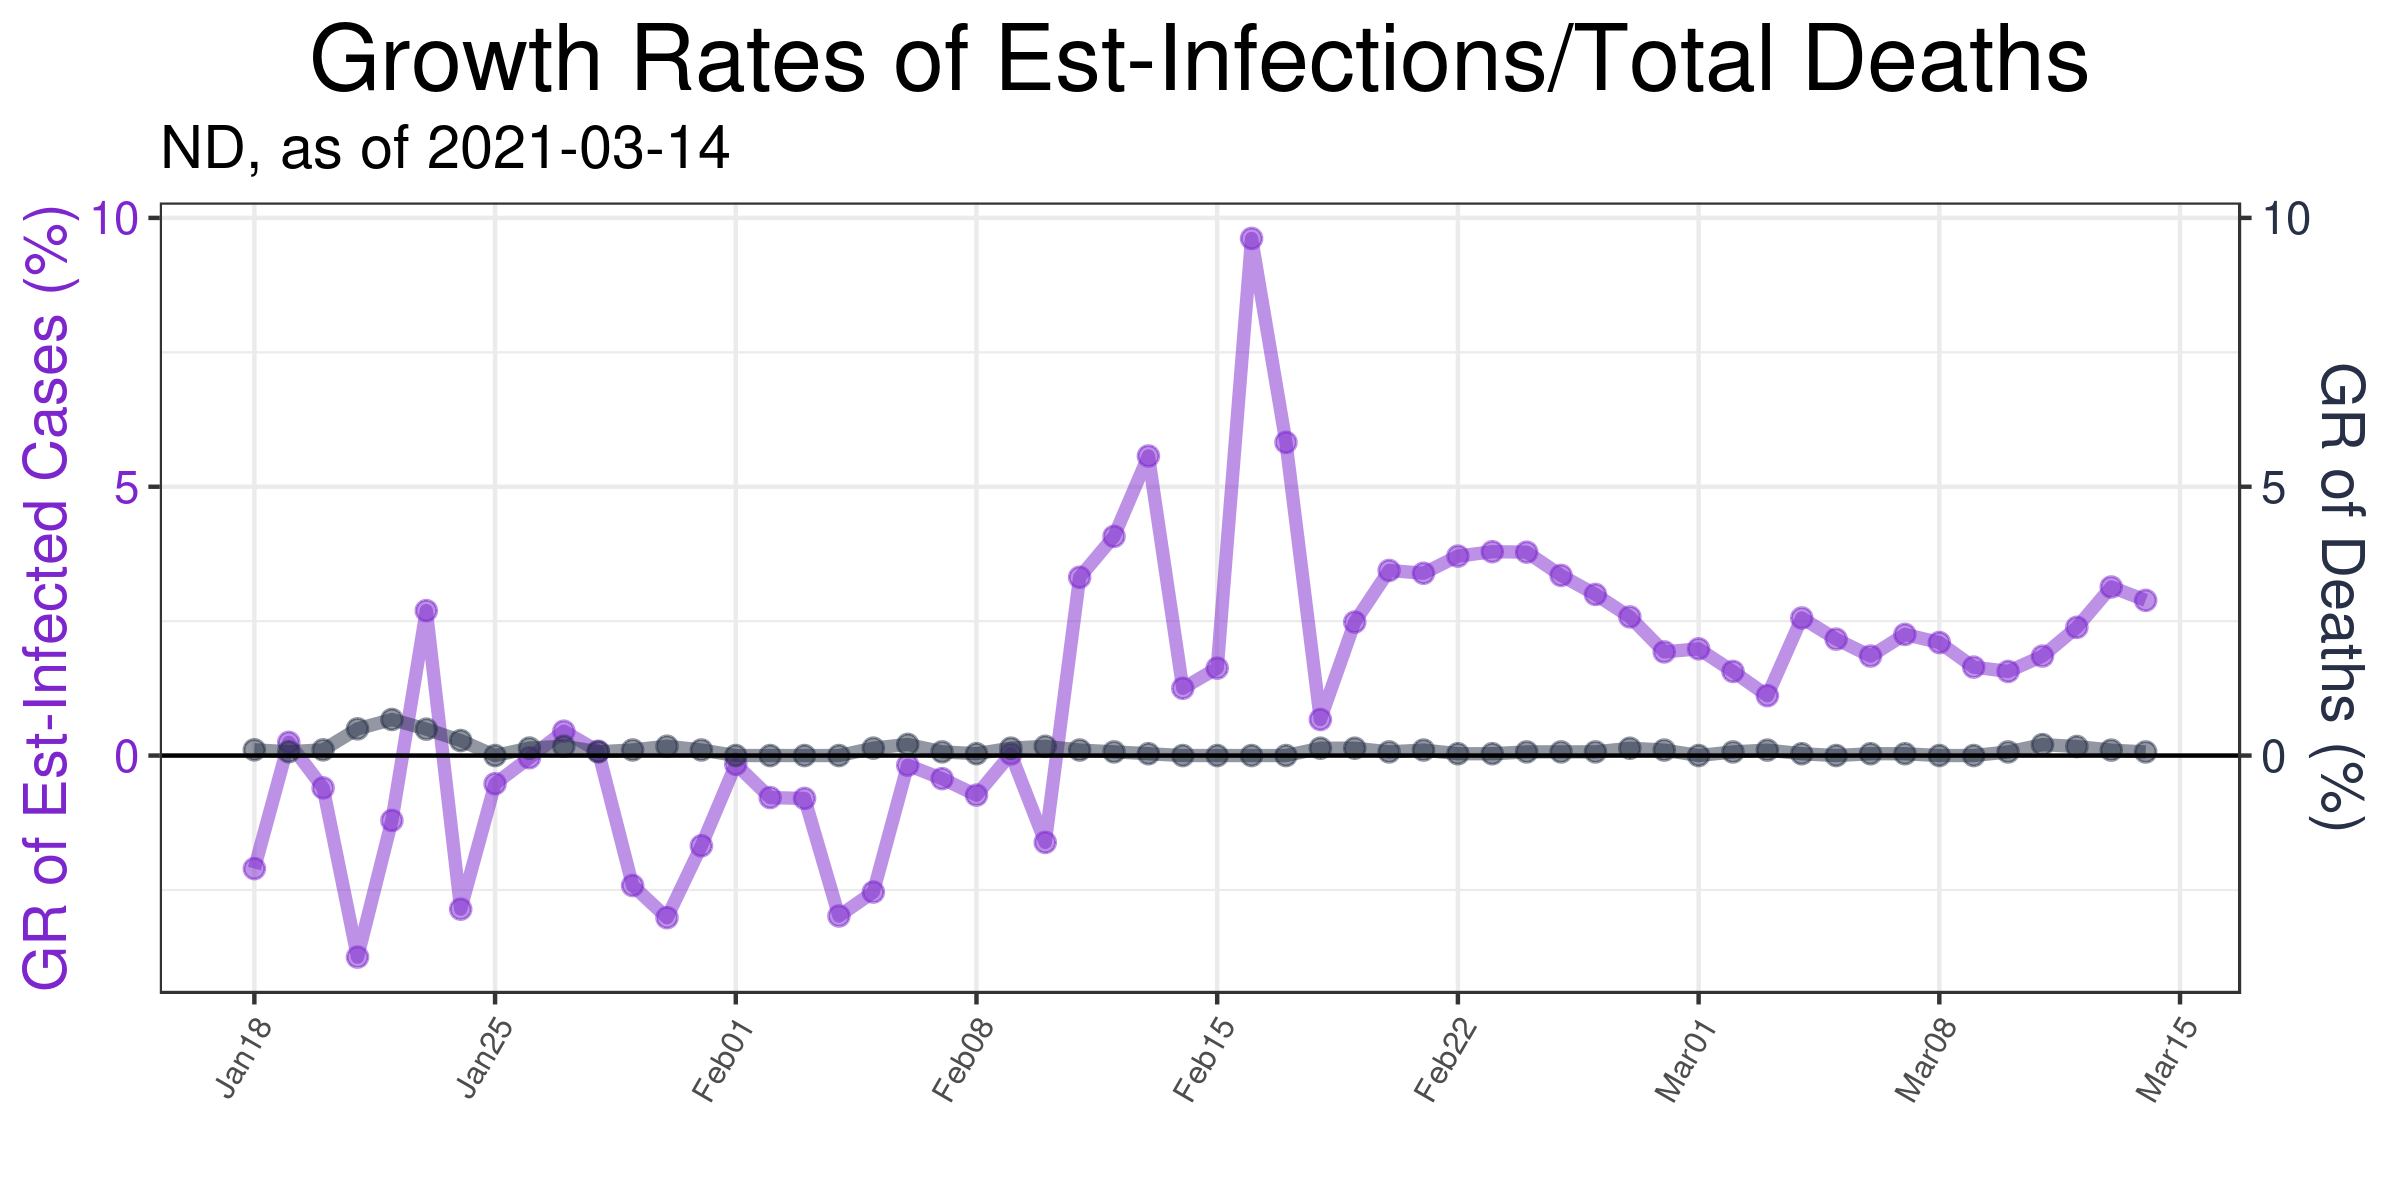 Growth Rates of Est-Infections/Total Deaths
ND, as of 2021-03-14
GR of Est-Infected Cases (%)
10
5
0
10
5
0
GR of Deaths (%)
Jan18
Jan25
Feb01
Feb08
Feb15
Feb22
Mar01
Mar08
Mar15